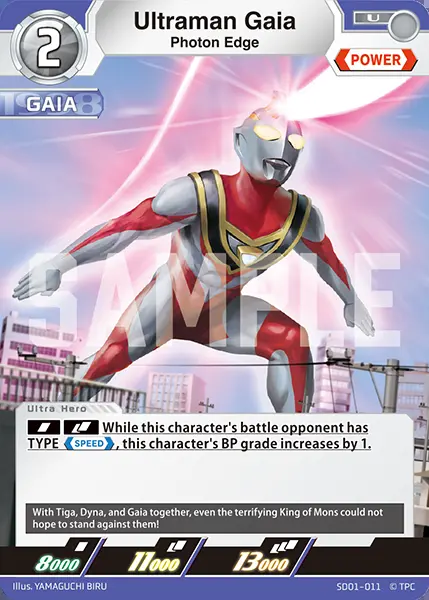 2
Ultraman Gaia
Photon Edge
U
POWER
1998
GAIA
SAMPLE
Ultra Hero
While this character's battle opponent has
TYPE SPEED, this character's BP grade increases by 1.
With Tiga, Dyna, and Gaia together, even the terrifying King of Mons could not
hope to stand against them!
8000
11000
13000
Illus. YAMAGUCHI BIRU
SD01-011 © TPC